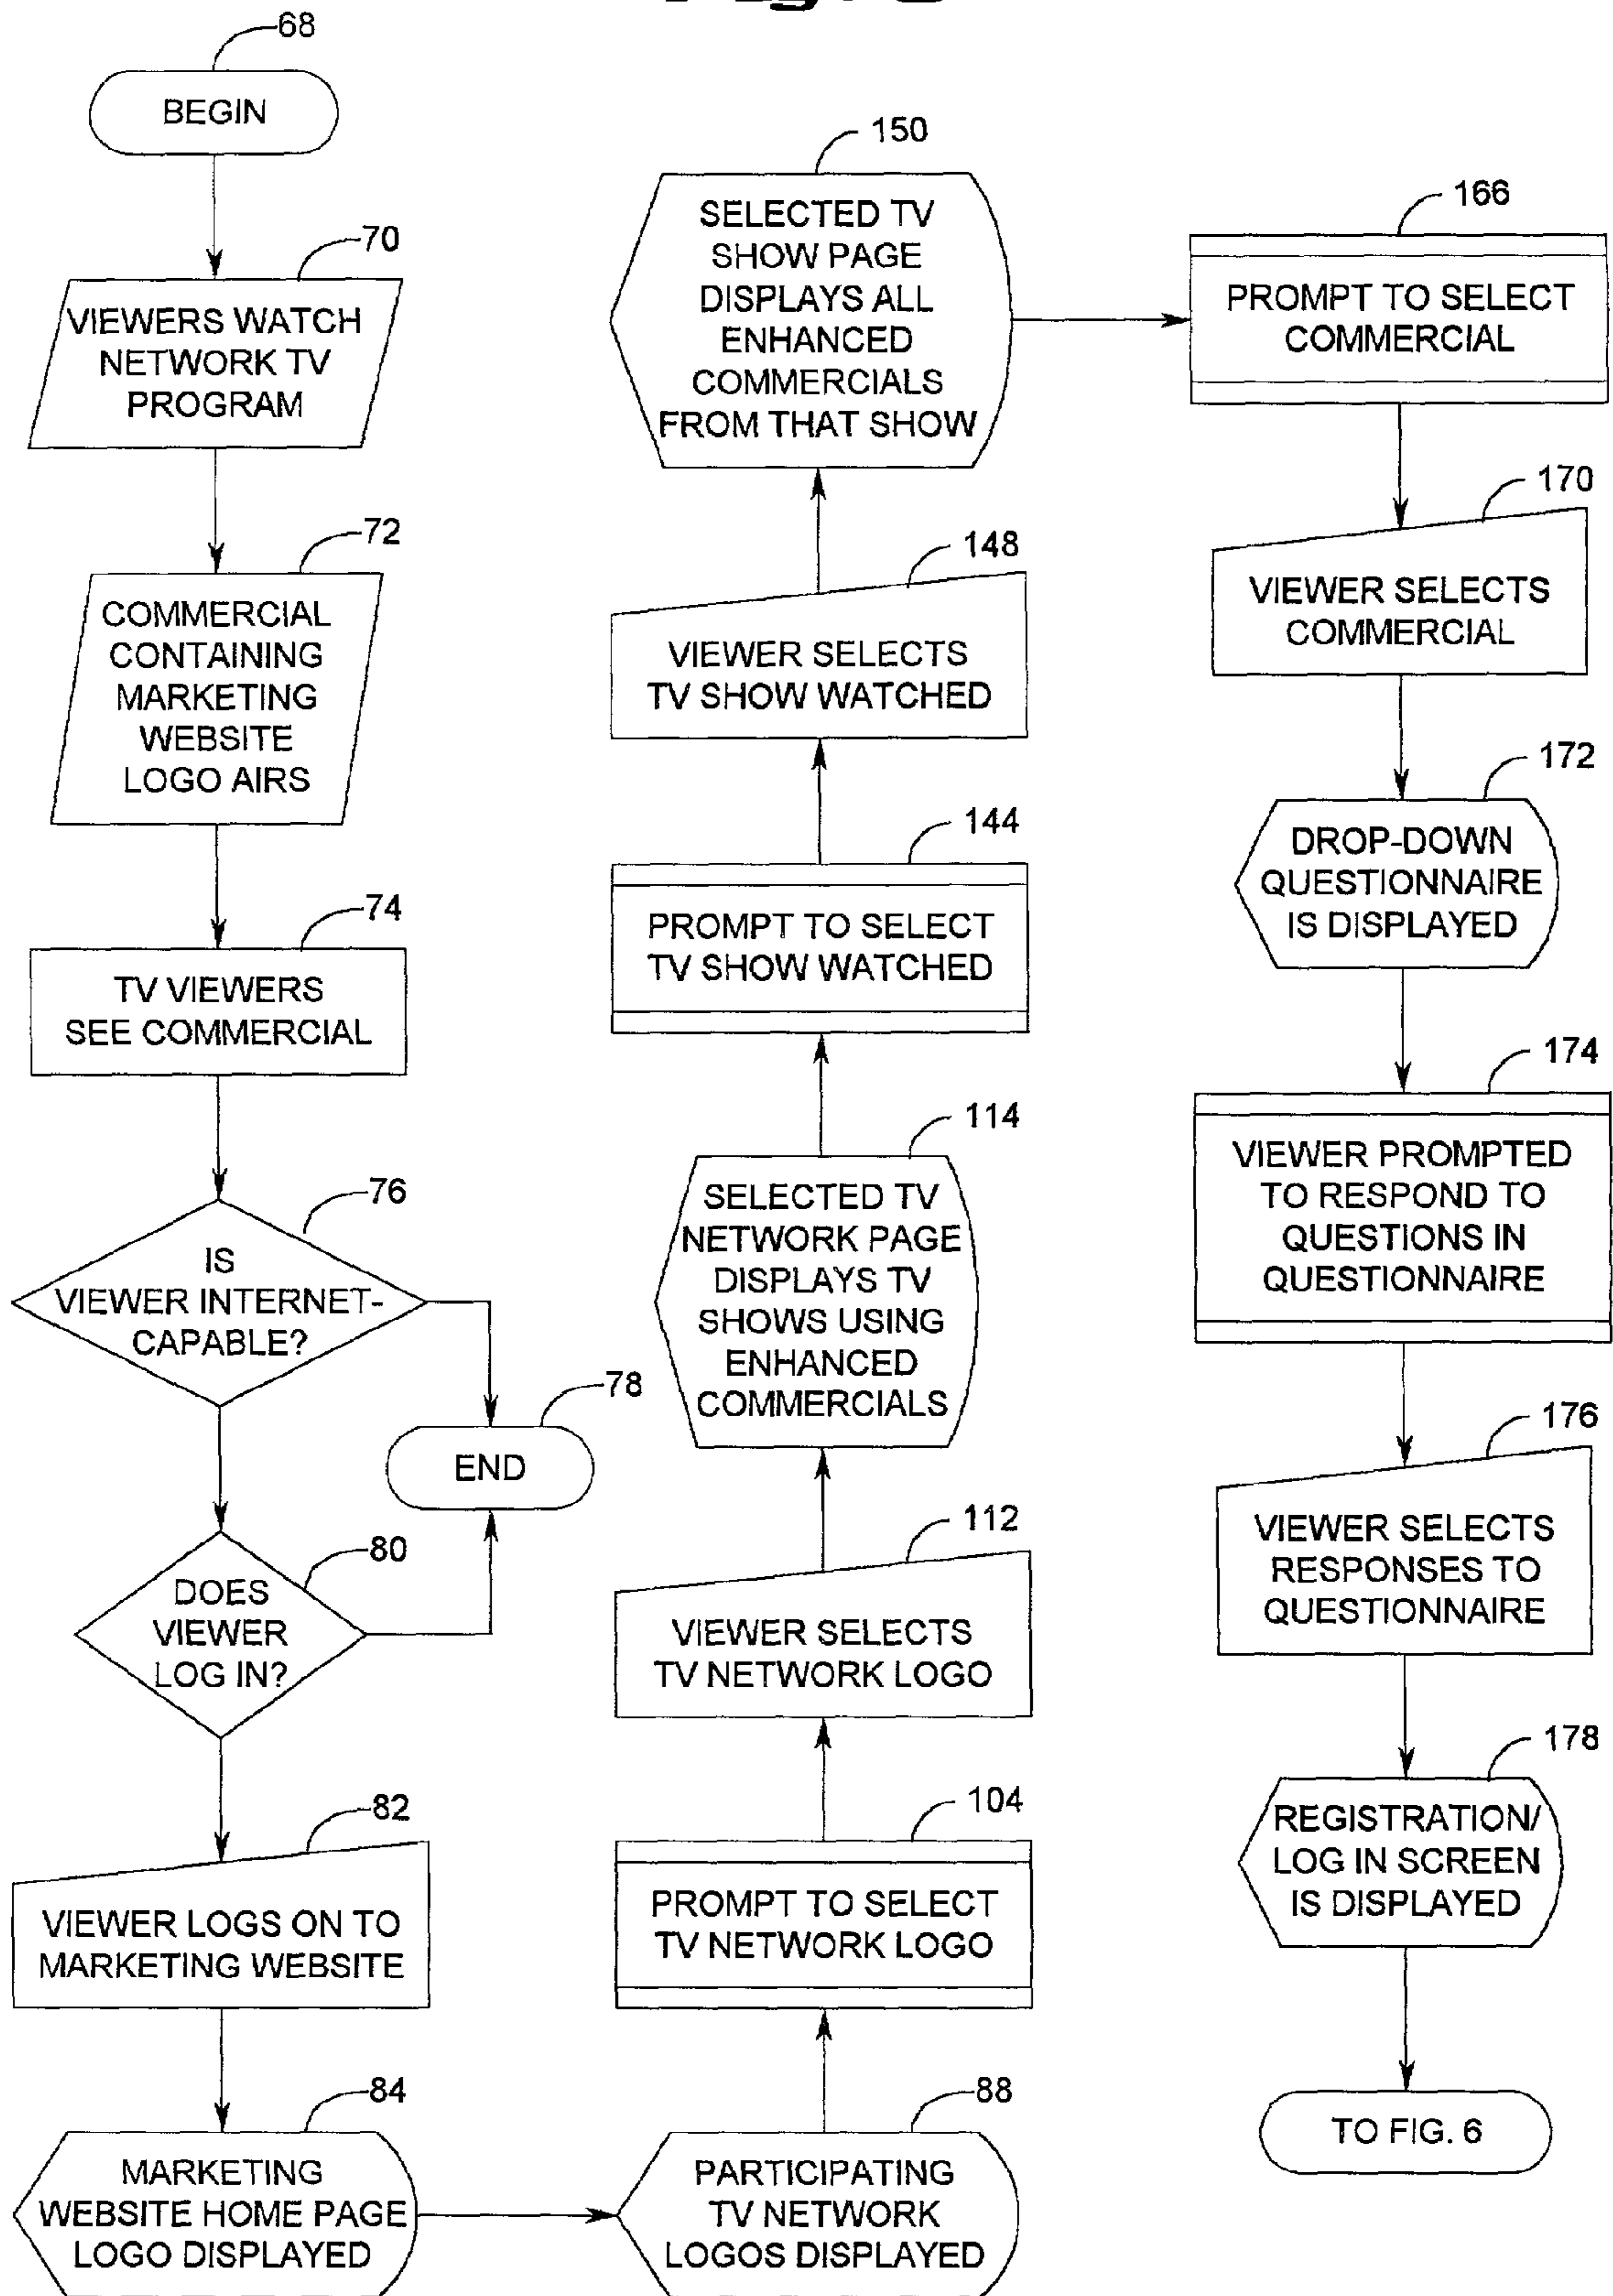 68
BEGIN
70
VIEWERS WATCH
NETWORK TV
PROGRAM
72
COMMERCIAL
CONTAINING
MARKETING
WEBSITE
LOGO AIRS
74
TV VIEWERS
SEE COMMERCIAL
76
IS
VIEWER INTERNET-
CAPABLE?
78
END
80
DOES
VIEWER
LOG IN?
82
VIEWER LOGS ON TO
MARKETING WEBSITE
84
MARKETING
WEBSITE HOME PAGE
LOGO DISPLAYED
88
PARTICIPATING
TV NETWORK
LOGOS DISPLAYED
104
PROMPT TO SELECT
TV NETWORK LOGO
112
VIEWER SELECTS
TV NETWORK LOGO
114
SELECTED TV
NETWORK PAGE
DISPLAYS TV
SHOWS USING
ENHANCED
COMMERCIALS
144
PROMPT TO SELECT
TV SHOW WATCHED
148
VIEWER SELECTS
TV SHOW WATCHED
150
SELECTED TV
SHOW PAGE
DISPLAYS ALL
ENHANCED
COMMERCIALS
FROM THAT SHOW
166
PROMPT TO SELECT
COMMERCIAL
170
VIEWER SELECTS
COMMERCIAL
172
DROP-DOWN
QUESTIONNAIRE
IS DISPLAYED
174
VIEWER PROMPTED
TO RESPOND TO
QUESTIONS IN
QUESTIONNAIRE
176
VIEWER SELECTS
RESPONSES TO
QUESTIONNAIRE
178
REGISTRATION/
LOG IN SCREEN
IS DISPLAYED
TO FIG. 6